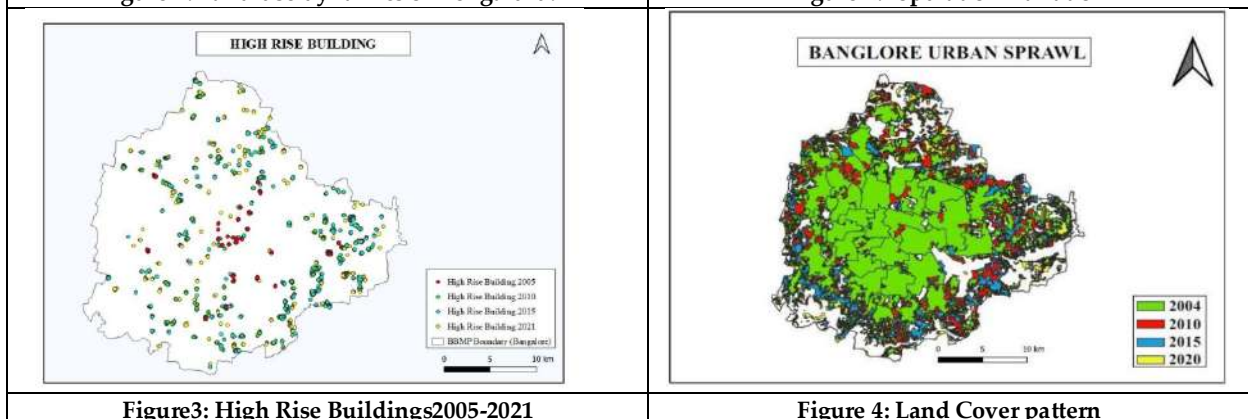 HIGH RISE BUILDING
High Rise Building 2005
High Rise Building 2010
High Rise Building 2015
High Rise Building 2021
BBMP Boundary (Bangalore)
0 5 10 km
BANGLORE URBAN SPRAWL
2004
2010
2015
2020
0 5 10 km
Figure3: High Rise Buildings2005-2021
Figure 4: Land Cover pattern